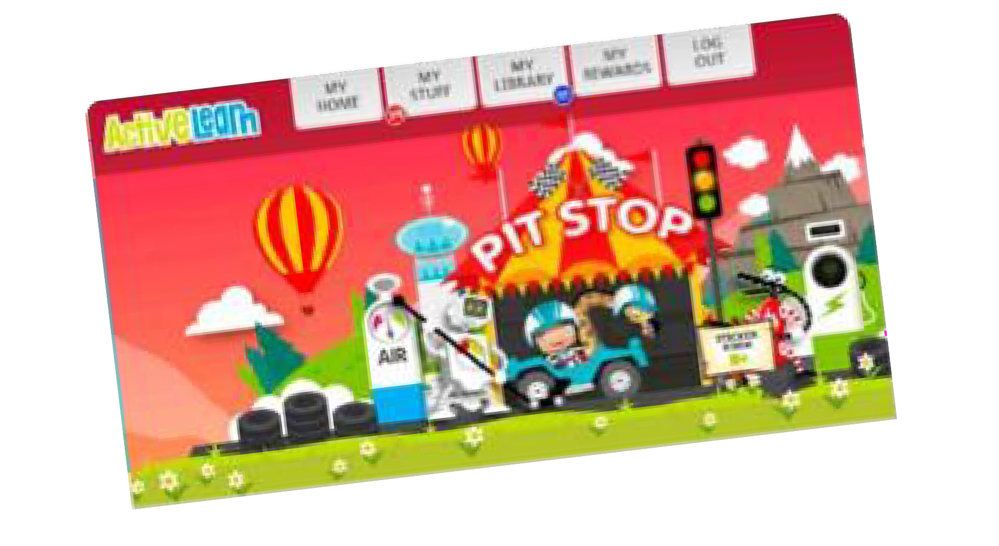 ActiveLearn
MY
HOME
MY
STUFF
MY
LIBRARY
MY
REWARDS
LOG
OUT
PIT STOP
AIR